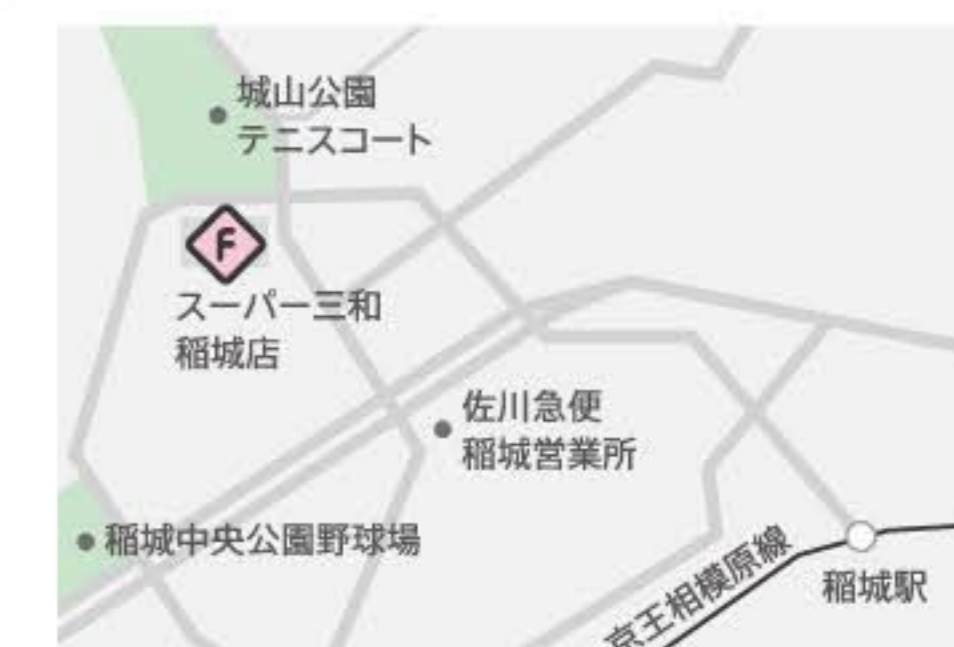 城山公園
テニスコート
F
スーパー三和
稲城店
佐川急便
稲城営業所
稲城中央公園野球場
京王相模原線
稲城駅